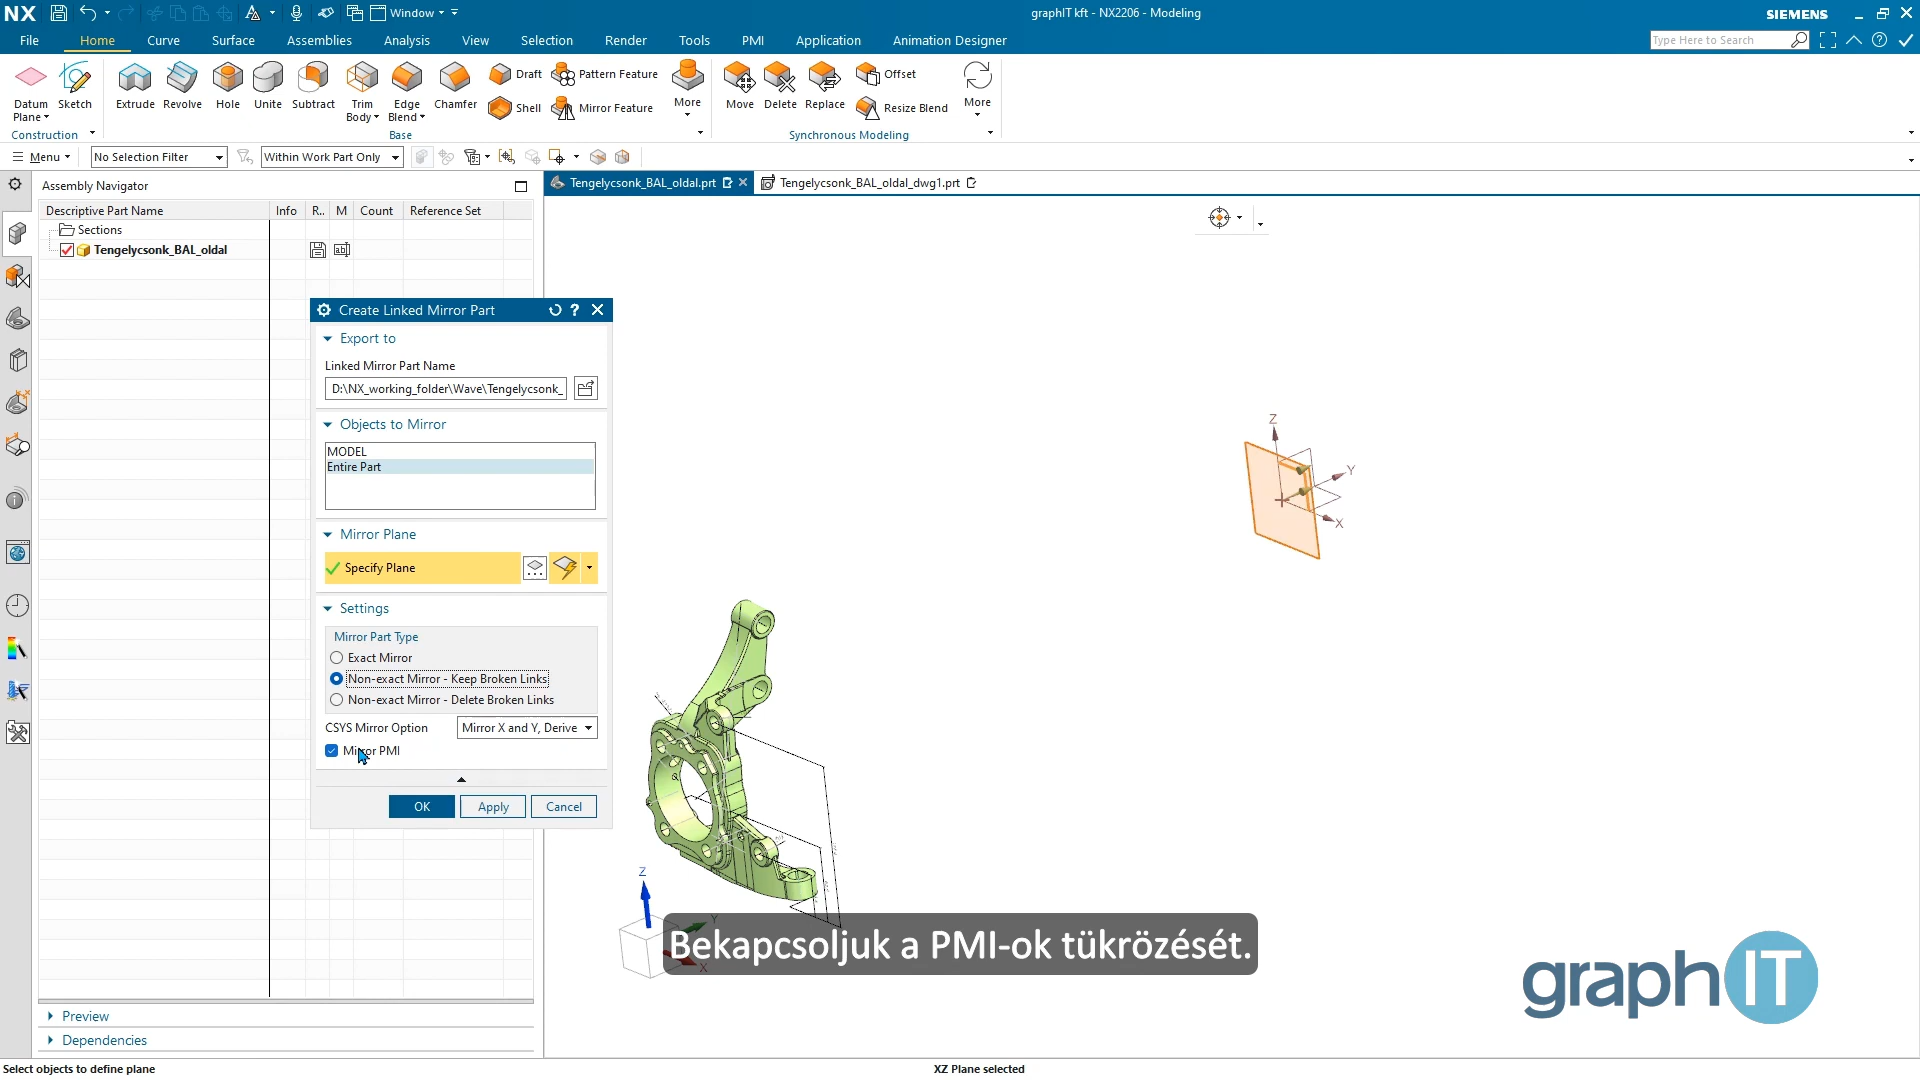 NX
Window
graphIT kft - NX2206 - Modeling
SIEMENS
File Home Curve Surface Assemblies Analysis View Selection Render Tools PMI Application Animation Designer
Type Here to Search
Datum Plane
Sketch
Extrude
Revolve
Hole
Unite
Subtract
Trim Body
Edge Blend
Chamfer
Draft
Shell
Pattern Feature
Mirror Feature
More
Move
Delete
Replace
Offset
Resize Blend
More
Construction
Base
Synchronous Modeling
Menu
No Selection Filter
Within Work Part Only
Assembly Navigator
Tengelycsonk_BAL_oldal.prt
Tengelycsonk_BAL_oldal_dwg1.prt
Descriptive Part Name Info R.. M Count Reference Set
Sections
Tengelycsonk_BAL_oldal
Create Linked Mirror Part
Export to
Linked Mirror Part Name
D:\NX_working_folder\Wave\Tengelycsonk_
Objects to Mirror
MODEL
Entire Part
Mirror Plane
Specify Plane
Settings
Mirror Part Type
Exact Mirror
Non-exact Mirror - Keep Broken Links
Non-exact Mirror - Delete Broken Links
CSYS Mirror Option
Mirror X and Y, Derive
Mirror PMI
OK
Apply
Cancel
Z
Y
X
Z
Y
X
Bekapcsoljuk a PMI-ok tükrözését.
graphIT
Preview
Dependencies
Select objects to define plane
XZ Plane selected